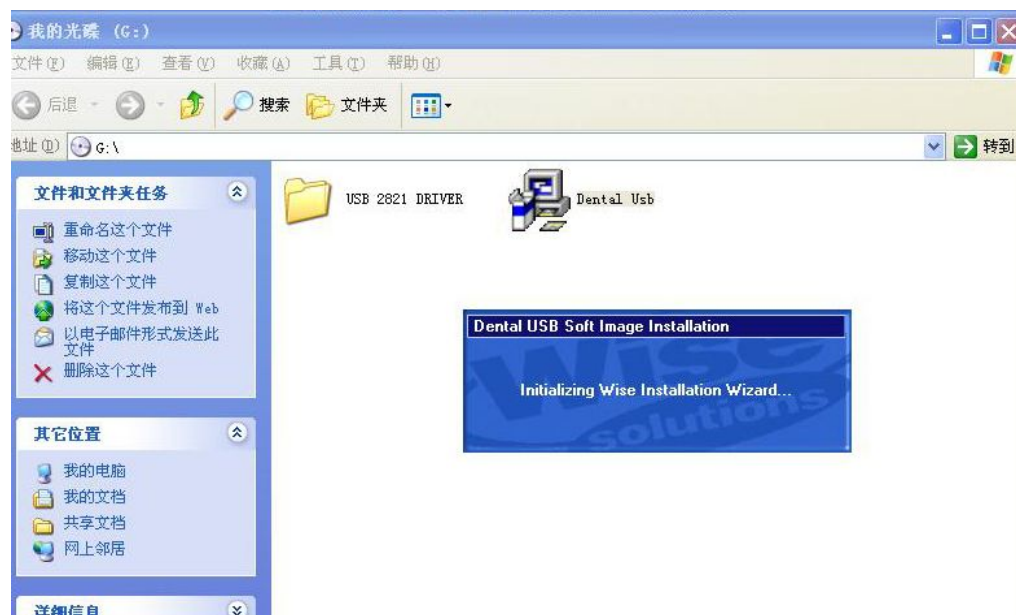 我的光碟 (G:)
文件(F) 编辑(E) 查看(V) 收藏(A) 工具(T) 帮助(H)
后退 搜索 文件夹
地址(D) G:\ 转到
文件和文件夹任务
重命名这个文件
移动这个文件
复制这个文件
将这个文件发布到 Web
以电子邮件形式发送此
文件
删除这个文件
其它位置
我的电脑
我的文档
共享文档
网上邻居
详细信息
USB 2821 DRIVER
Dental Usb
Dental USB Soft Image Installation
Initializing Wise Installation Wizard...
Wise
solutions